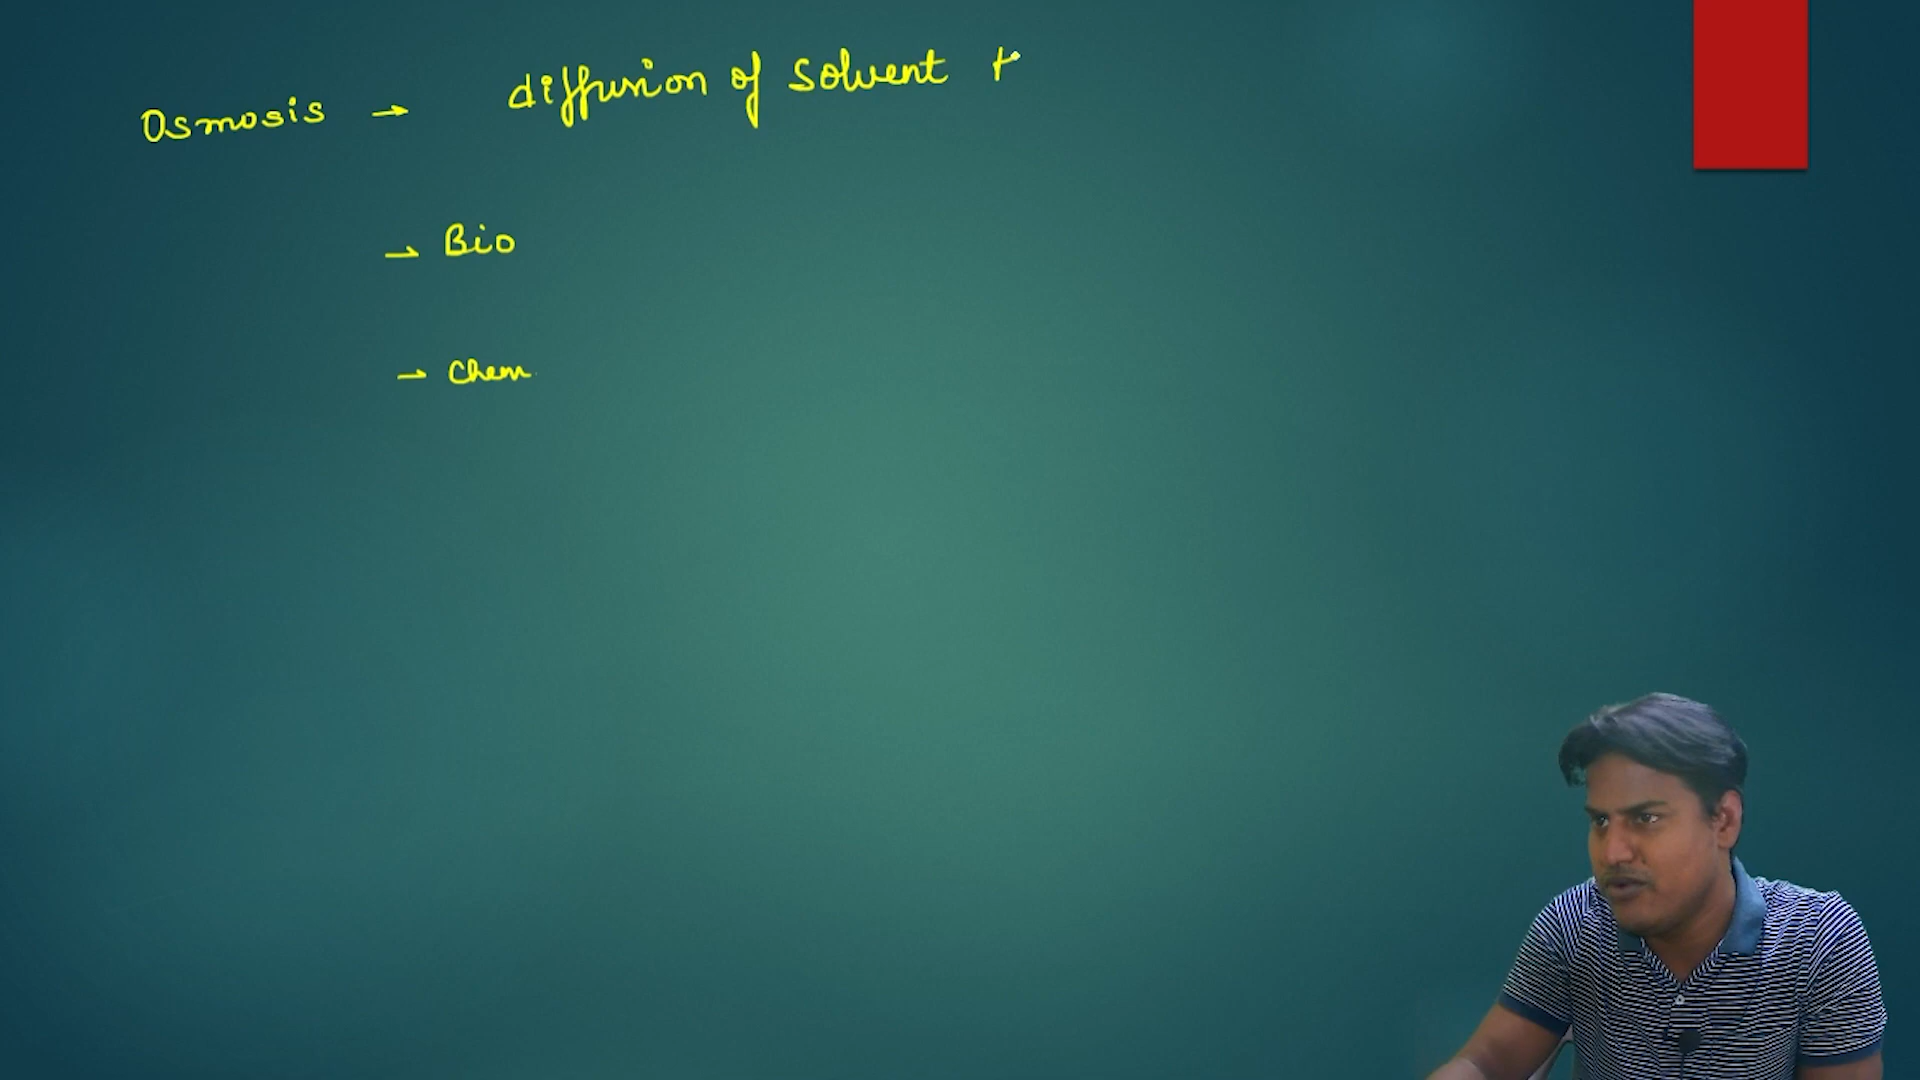 Osmosis → diffusion of solvent
→ Bio
→ Chem